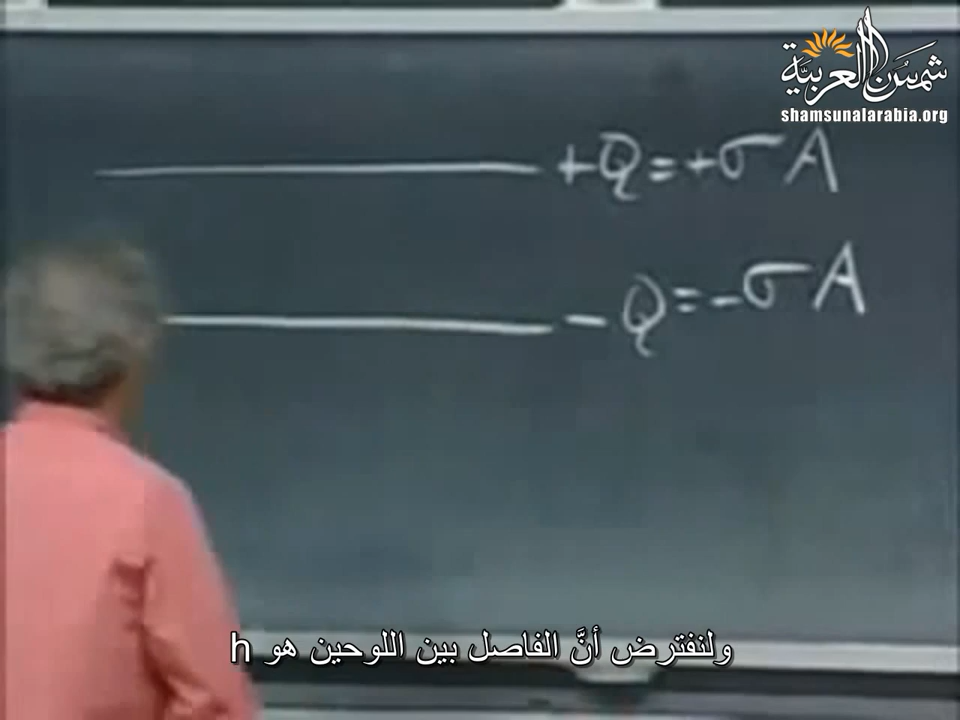 شمس العربية
shamsunalarabia.org
+Q=+σA
-Q=-σA
ولنفترض أنَّ الفاصل بين اللوحين هو h